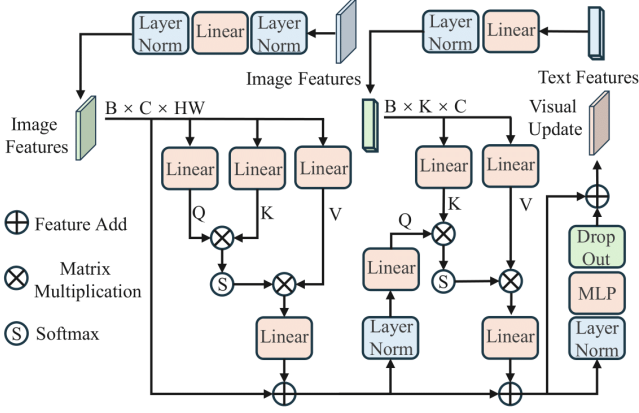 Layer
Norm
Linear
Layer
Norm
Image Features
Layer
Norm
Linear
Text Features
Image
Features
B × C × HW
B × K × C
Visual
Update
Linear
Linear
Linear
Linear
Linear
Q
K
V
K
V
Q
Feature Add
Matrix
Multiplication
S
Softmax
S
S
Linear
Drop
Out
MLP
Linear
Layer
Norm
Linear
Layer
Norm